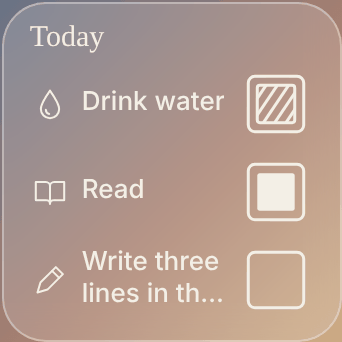 Today
Drink water
Read
Write three
lines in th...